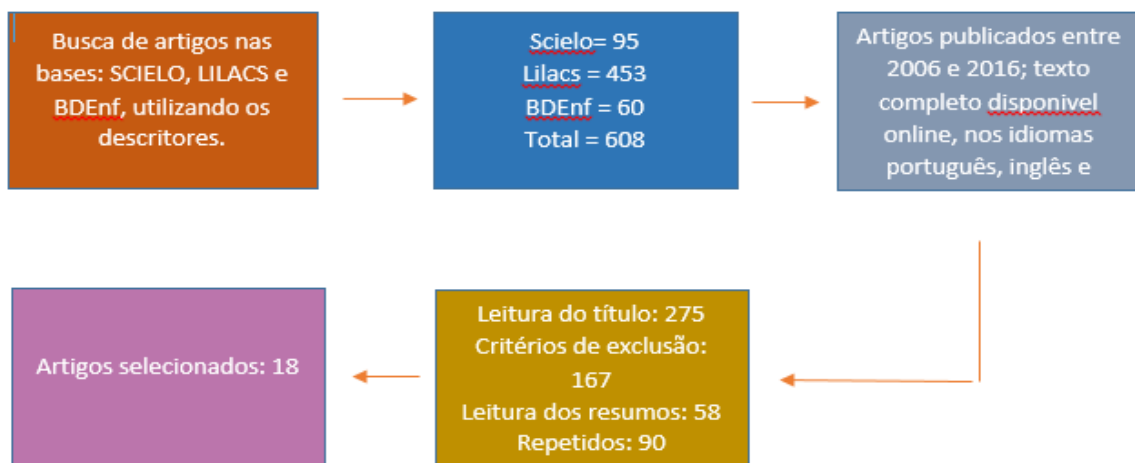 Busca de artigos nas
bases: SCIELO, LILACS e
BDEnf, utilizando os
descritores.
Scielo= 95
Lilacs = 453
BDEnf = 60
Total = 608
Artigos publicados entre
2006 e 2016; texto
completo disponivel
online, nos idiomas
português, inglês e
Leitura do título: 275
Critérios de exclusão:
167
Leitura dos resumos: 58
Repetidos: 90
Artigos selecionados: 18